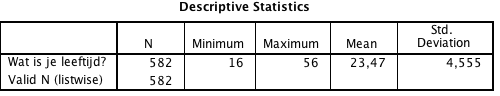 Descriptive Statistics
N Minimum Maximum Mean Std. Deviation
Wat is je leeftijd? 582 16 56 23,47 4,555
Valid N (listwise) 582